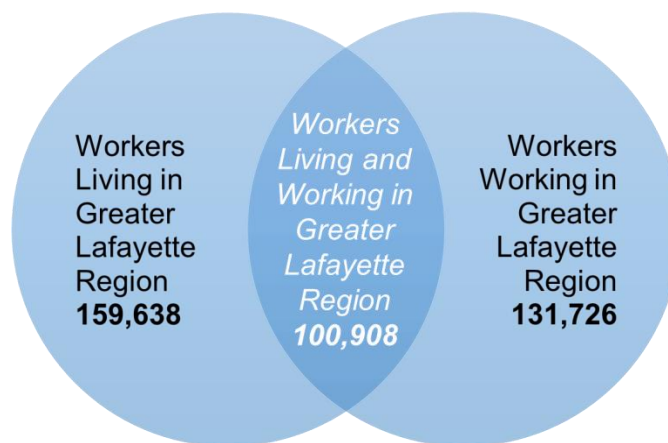 Workers
Living in
Greater
Lafayette
Region
159,638
Workers
Living and
Working in
Greater
Lafayette
Region
100,908
Workers
Working in
Greater
Lafayette
Region
131,726